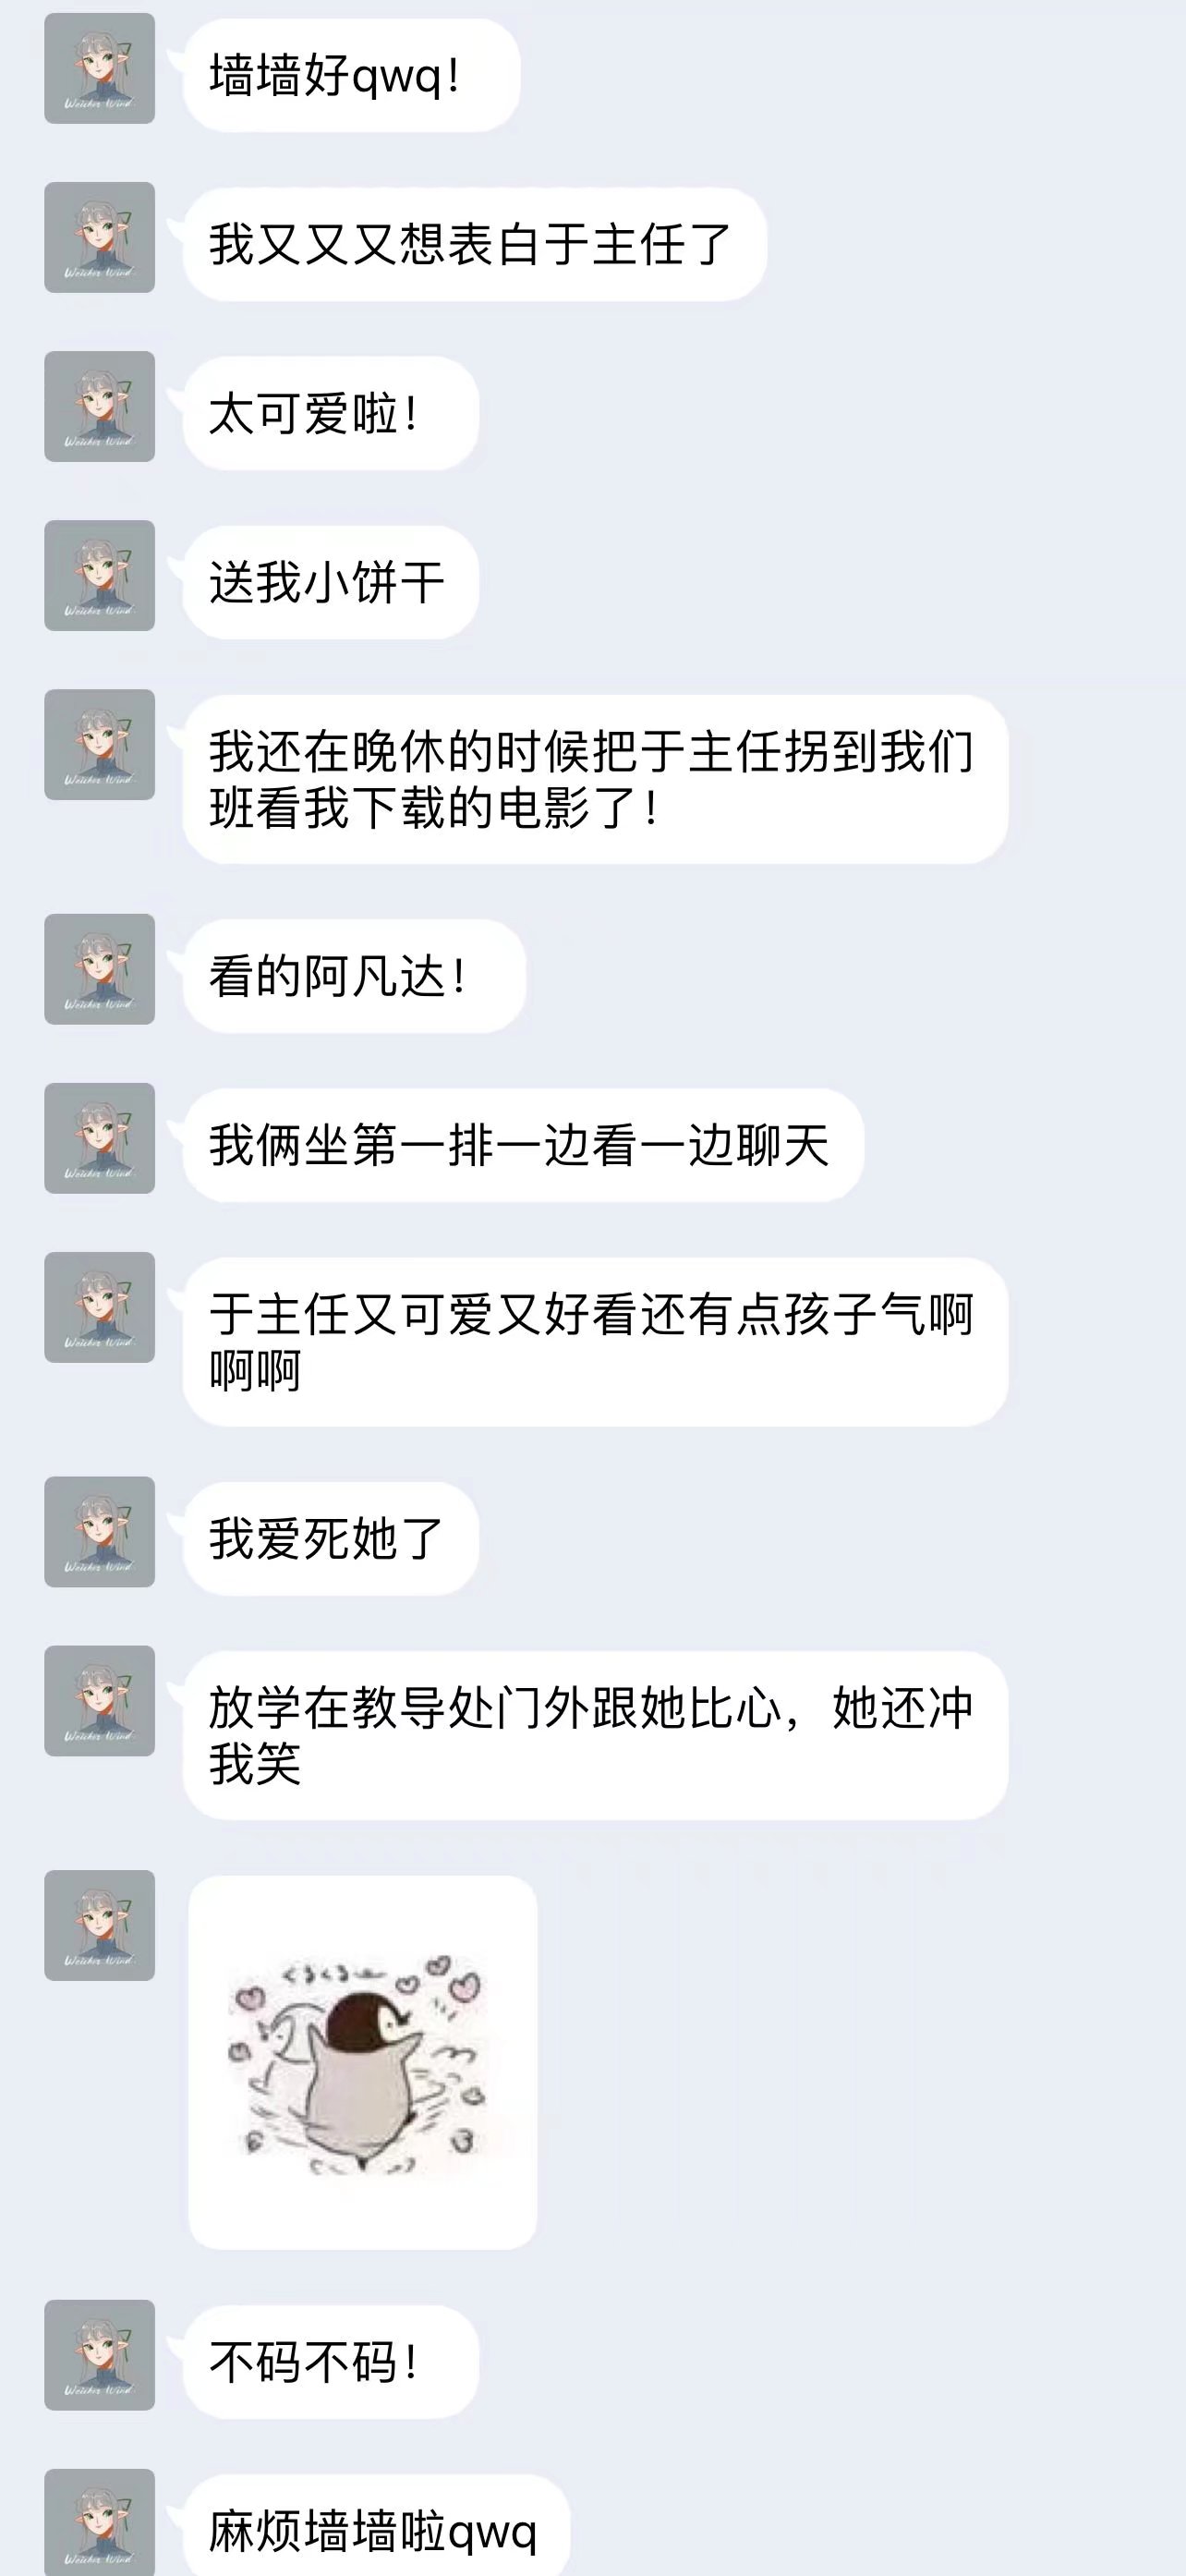 墙墙好qwq！
我又又又想表白于主任了
太可爱啦！
送我小饼干
我还在晚休的时候把于主任拐到我们
班看我下载的电影了！
看的阿凡达！
我俩坐第一排一边看一边聊天
于主任又可爱又好看还有点孩子气啊
啊啊
我爱死她了
放学在教导处门外跟她比心，她还冲
我笑
不码不码！
麻烦墙墙啦qwq